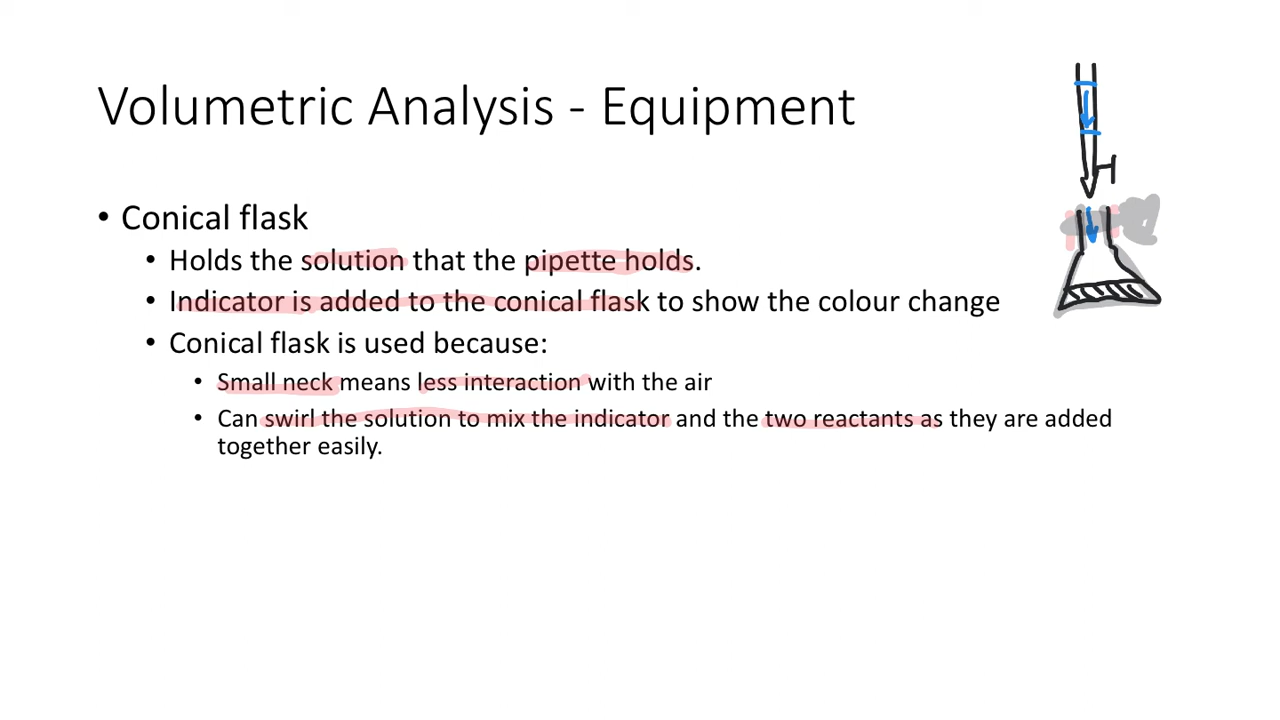 Volumetric Analysis - Equipment
• Conical flask
• Holds the solution that the pipette holds.
• Indicator is added to the conical flask to show the colour change
• Conical flask is used because:
• Small neck means less interaction with the air
• Can swirl the solution to mix the indicator and the two reactants as they are added
together easily.